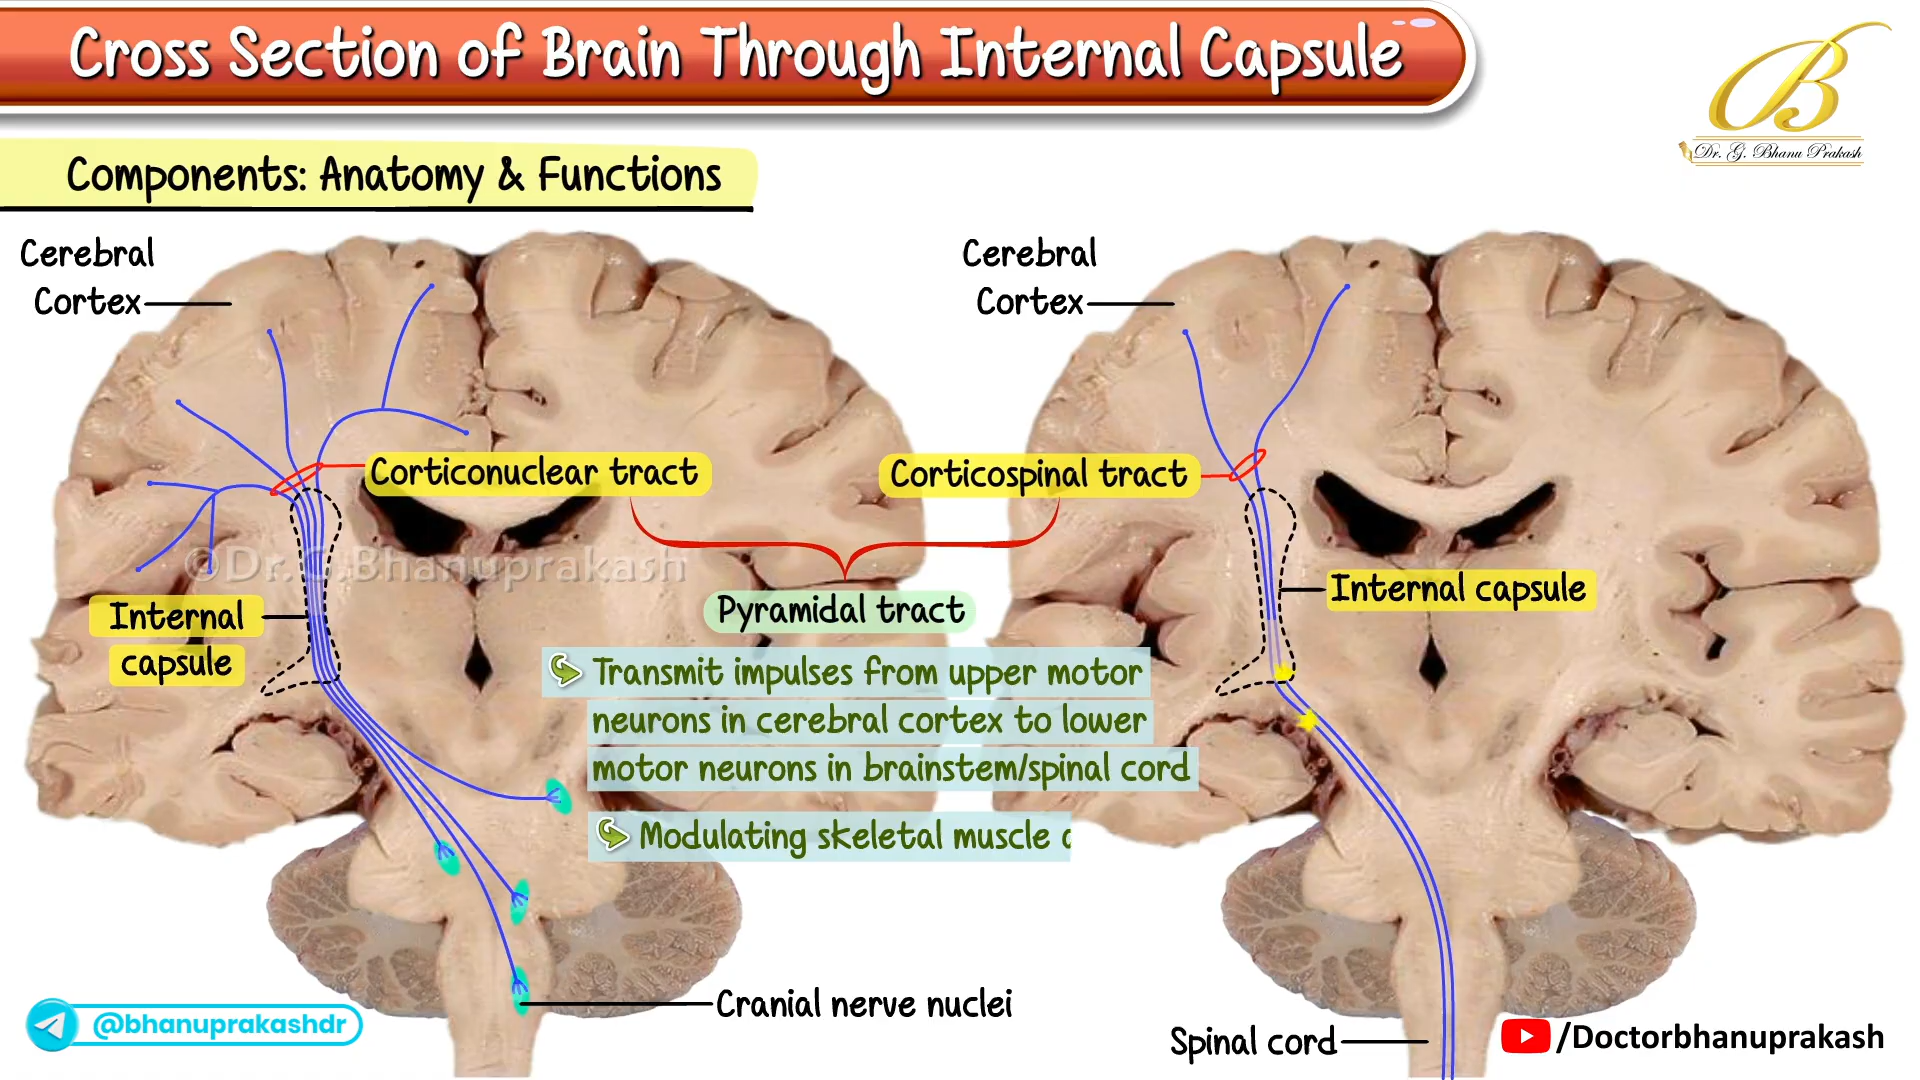 Cross Section of Brain Through Internal Capsule
Dr. G. Bhanu Prakash
Components: Anatomy & Functions
Cerebral
Cortex
Cerebral
Cortex
Corticonuclear tract
Corticospinal tract
©Dr.G.Bhanuprakash
Internal
capsule
Internal capsule
Pyramidal tract
Transmit impulses from upper motor
neurons in cerebral cortex to lower
motor neurons in brainstem/spinal cord
Modulating skeletal muscle
Cranial nerve nuclei
Spinal cord
@bhanuprakashdr
/Doctorbhanuprakash